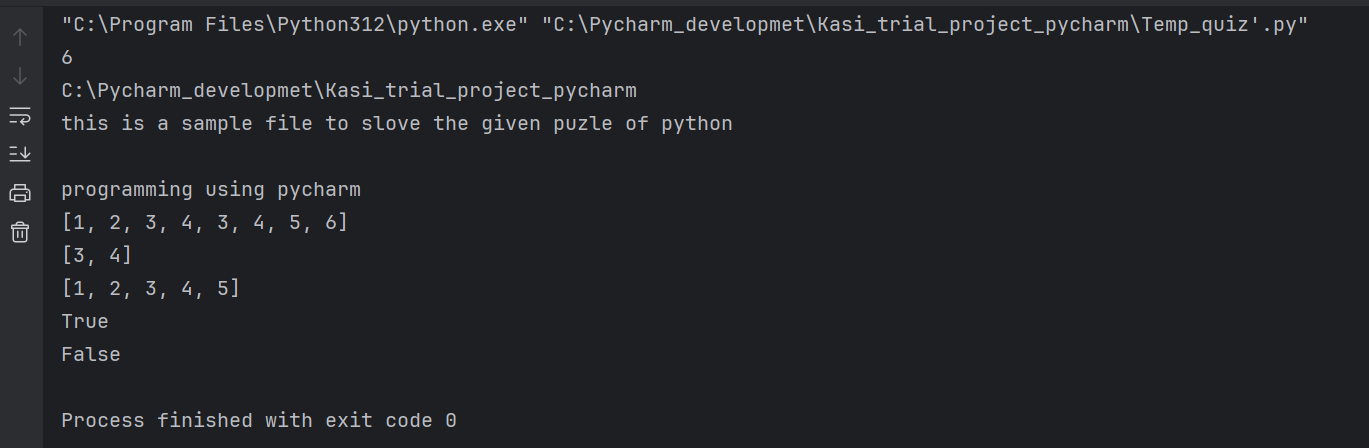 "C:\Program Files\Python312\python.exe" "C:\Pycharm_developmet\Kasi_trial_project_pycharm\Temp_quiz'.py"
6
C:\Pycharm_developmet\Kasi_trial_project_pycharm
this is a sample file to slove the given puzle of python
programming using pycharm
[1, 2, 3, 4, 3, 4, 5, 6]
[3, 4]
[1, 2, 3, 4, 5]
True
False
Process finished with exit code 0